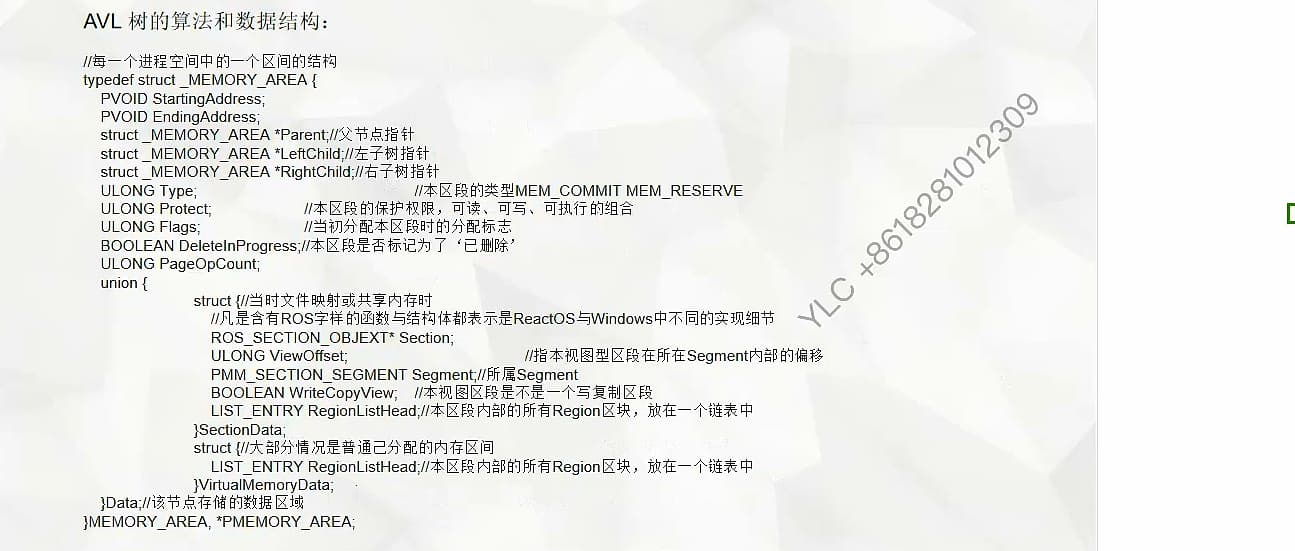 AVL 树的算法和数据结构：
//每一个进程空间中的一个区间的结构
typedef struct _MEMORY_AREA {
PVOID StartingAddress;
PVOID EndingAddress;
struct _MEMORY_AREA *Parent;//父节点指针
struct _MEMORY_AREA *LeftChild;//左子树指针
struct _MEMORY_AREA *RightChild;//右子树指针
ULONG Type; //本区段的类型MEM_COMMIT MEM_RESERVE
ULONG Protect; //本区段的保护权限，可读、可写、可执行的组合
ULONG Flags; //当初分配本区段时的分配标志
BOOLEAN DeleteInProgress;//本区段是否标记为了‘已删除’
ULONG PageOpCount;
union {
struct {//当时文件映射或共享内存时
//凡是含有ROS字样的函数与结构体都表示是ReactOS与Windows中不同的实现细节
ROS_SECTION_OBJEXT* Section;
ULONG ViewOffset; //指本视图型区段在所在Segment内部的偏移
PMM_SECTION_SEGMENT Segment;//所属Segment
BOOLEAN WriteCopyView; //本视图区段是不是一个写复制区段
LIST_ENTRY RegionListHead;//本区段内部的所有Region区块，放在一个链表中
}SectionData;
struct {//大部分情况是普通己分配的内存区间
LIST_ENTRY RegionListHead;//本区段内部的所有Region区块，放在一个链表中
}VirtualMemoryData;
}Data;//该节点存储的数据区域
}MEMORY_AREA, *PMEMORY_AREA;
YLC +8618281012309